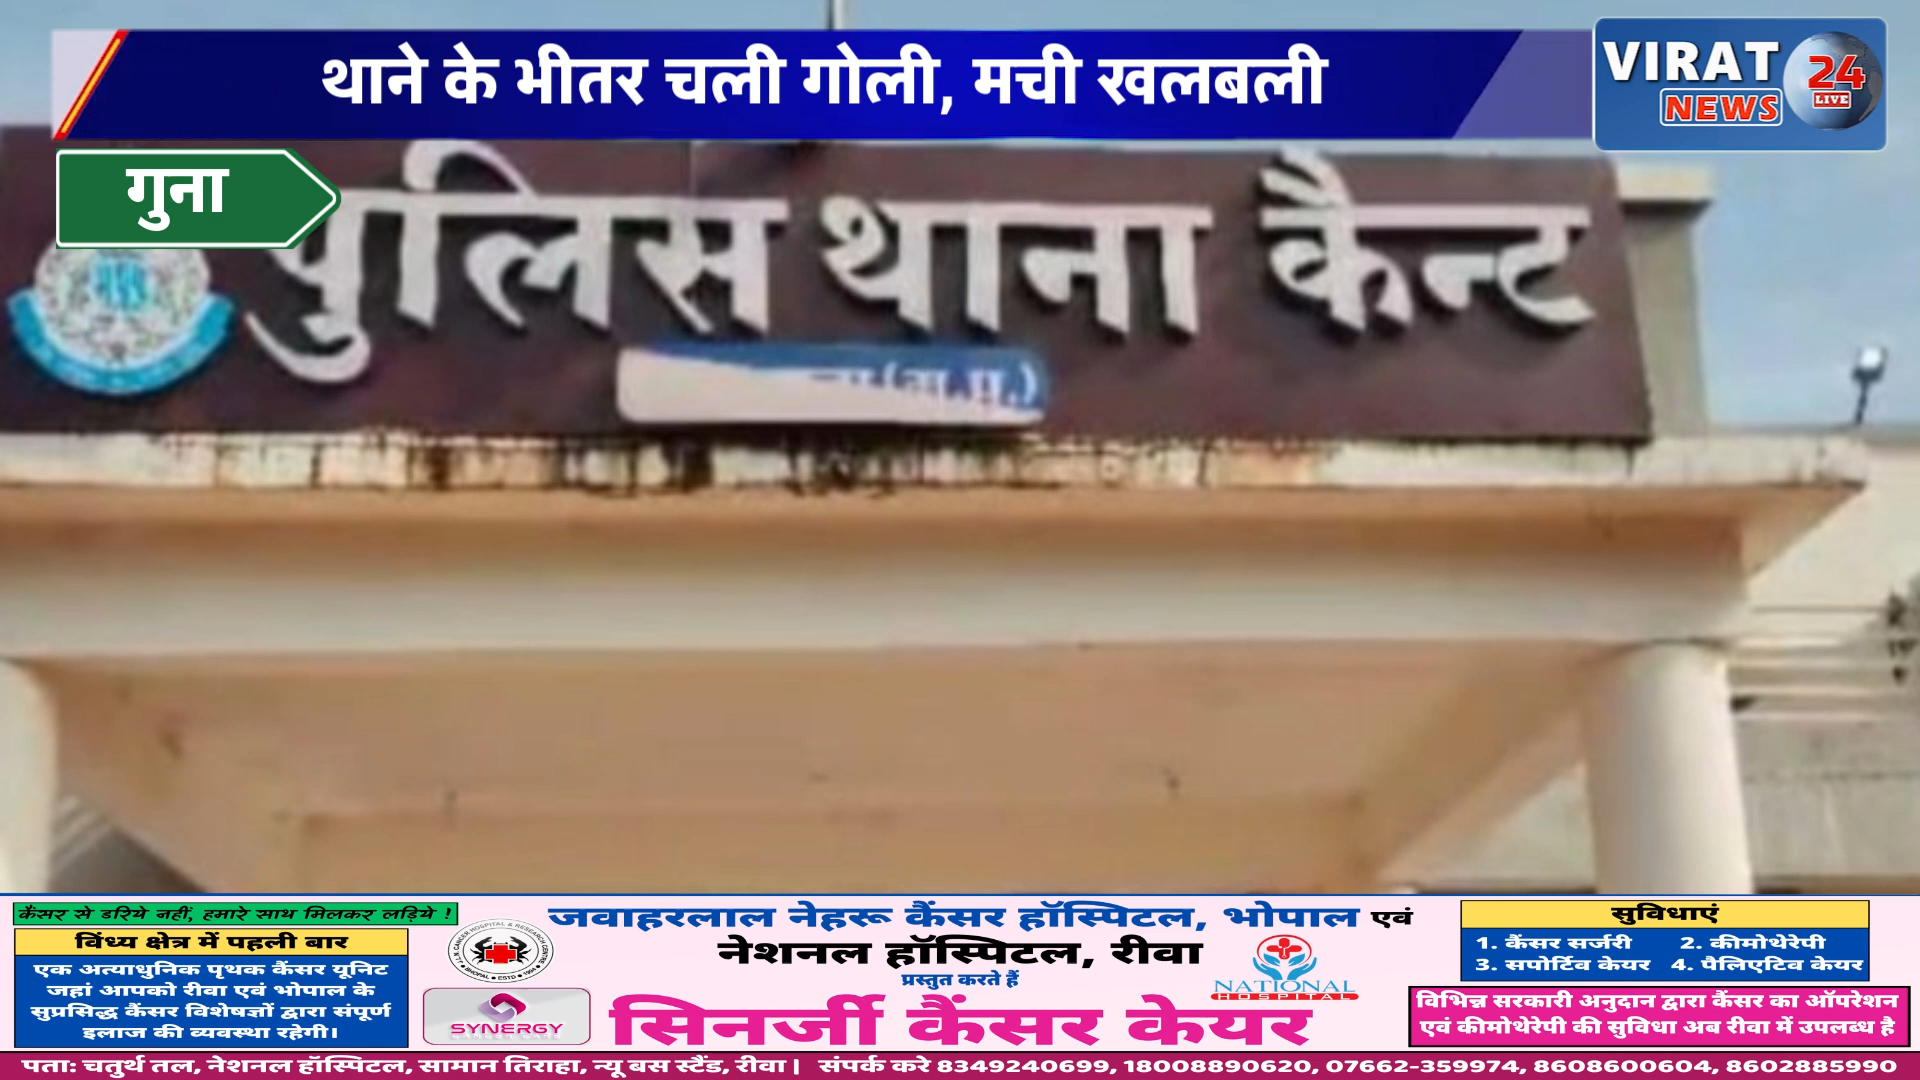 थाने के भीतर चली गोली, मची खलबली
VIRAT
NEWS
24
LIVE
गुना
पुलिस थाना कैन्ट
(म.प्र.)
कैंसर से डरिये नहीं, हमारे साथ मिलकर लड़िये !
विंध्य क्षेत्र में पहली बार
एक अत्याधुनिक पृथक कैंसर यूनिट
जहां आपको रीवा एवं भोपाल के
सुप्रसिद्ध कैंसर विशेषज्ञों द्वारा संपूर्ण
इलाज की व्यवस्था रहेगी।
SYNERGY
जवाहरलाल नेहरू कैंसर हॉस्पिटल, भोपाल एवं
नेशनल हॉस्पिटल, रीवा
प्रस्तुत करते हैं
सिनर्जी कैंसर केयर
NATIONAL
HOSPITAL
सुविधाएं
1. कैंसर सर्जरी 2. कीमोथेरेपी
3. सपोर्टिव केयर 4. पैलिएटिव केयर
विभिन्न सरकारी अनुदान द्वारा कैंसर का ऑपरेशन
एवं कीमोथेरेपी की सुविधा अब रीवा में उपलब्ध है
पता: चतुर्थ तल, नेशनल हॉस्पिटल, सामान तिराहा, न्यू बस स्टैंड, रीवा | संपर्क करे 8349240699, 18008890620, 07662-359974, 8608600604, 8602885990